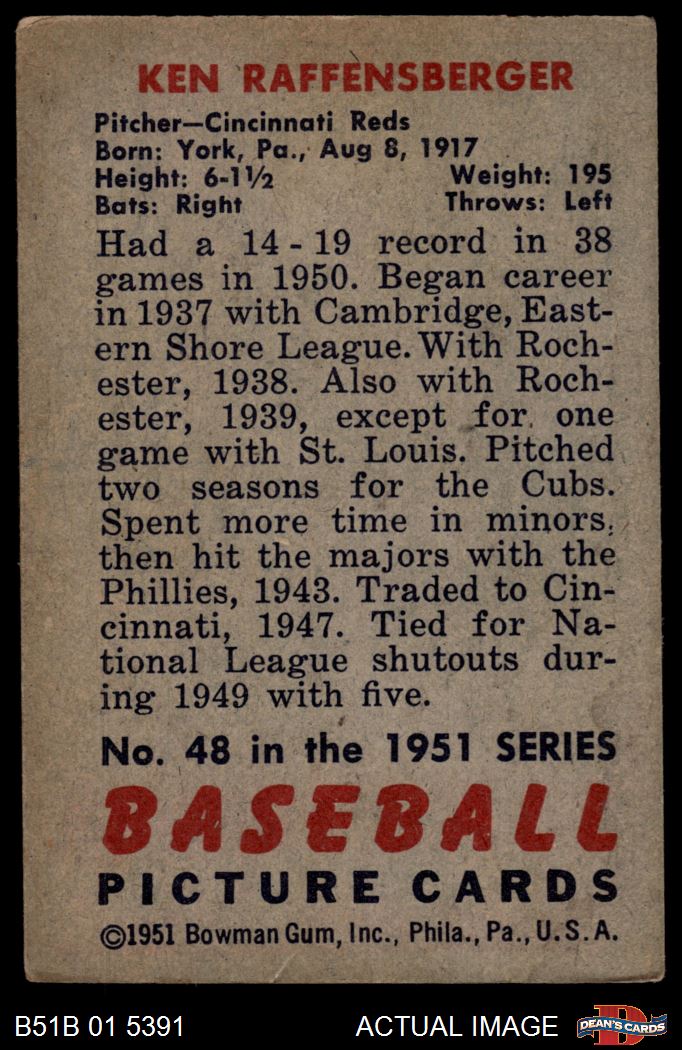 KEN RAFFENSBERGER
Pitcher—Cincinnati Reds
Born: York, Pa., Aug 8, 1917
Height: 6-1½ Weight: 195
Bats: Right Throws: Left
Had a 14-19 record in 38
games in 1950. Began career
in 1937 with Cambridge, East-
ern Shore League. With Roch-
ester, 1938. Also with Roch-
ester, 1939, except for one
game with St. Louis. Pitched
two seasons for the Cubs.
Spent more time in minors,
then hit the majors with the
Phillies, 1943. Traded to Cin-
cinnati, 1947. Tied for Na-
tional League shutouts dur-
ing 1949 with five.
No. 48 in the 1951 SERIES
BASEBALL
PICTURE CARDS
©1951 Bowman Gum, Inc., Phila., Pa., U.S.A.
B51B 01 5391 ACTUAL IMAGE D DEAN'S CARDS